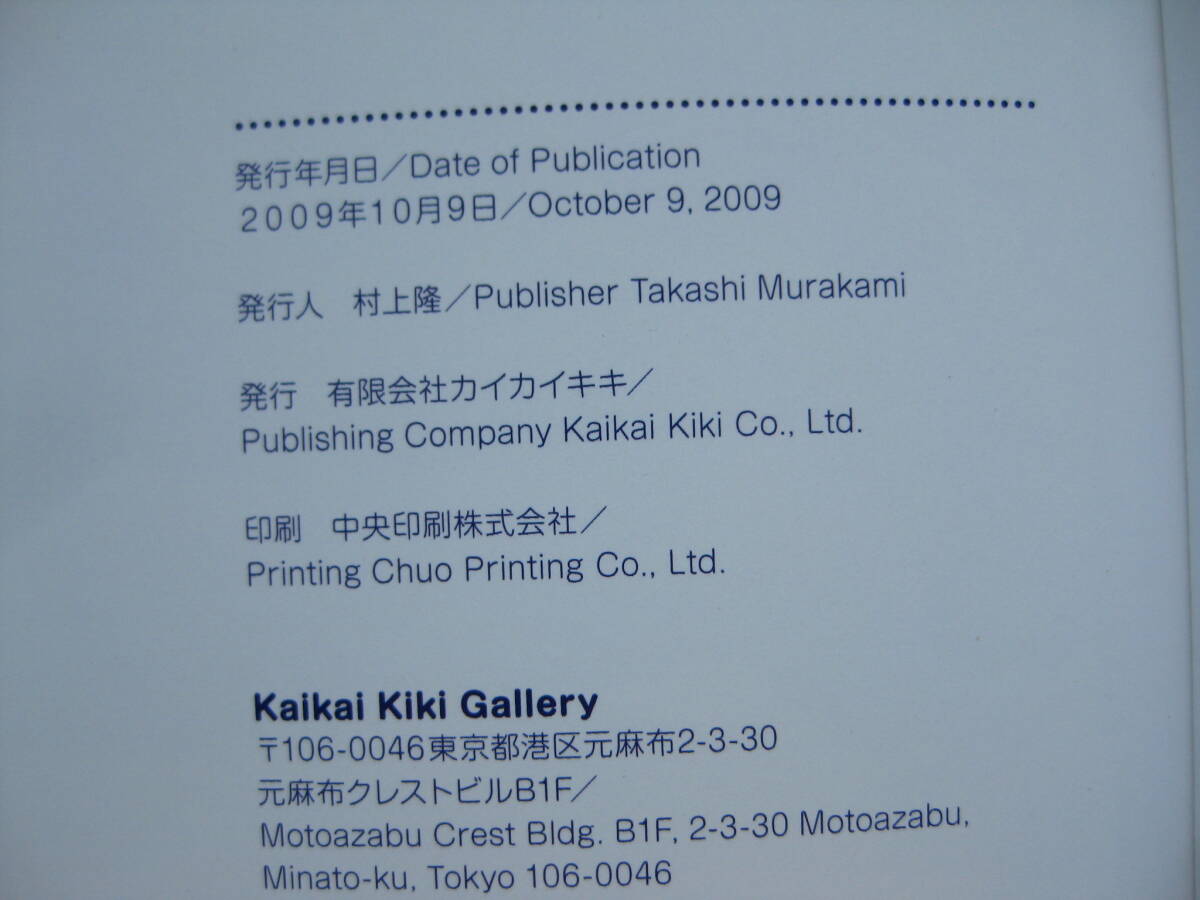 発行年月日／Date of Publication
２００９年１０月９日／October 9, 2009
発行人　村上隆／Publisher Takashi Murakami
発行　有限会社カイカイキキ／
Publishing Company Kaikai Kiki Co., Ltd.
印刷　中央印刷株式会社／
Printing Chuo Printing Co., Ltd.
Kaikai Kiki Gallery
〒106-0046東京都港区元麻布2-3-30
元麻布クレストビルB1F／
Motoazabu Crest Bldg. B1F, 2-3-30 Motoazabu,
Minato-ku, Tokyo 106-0046